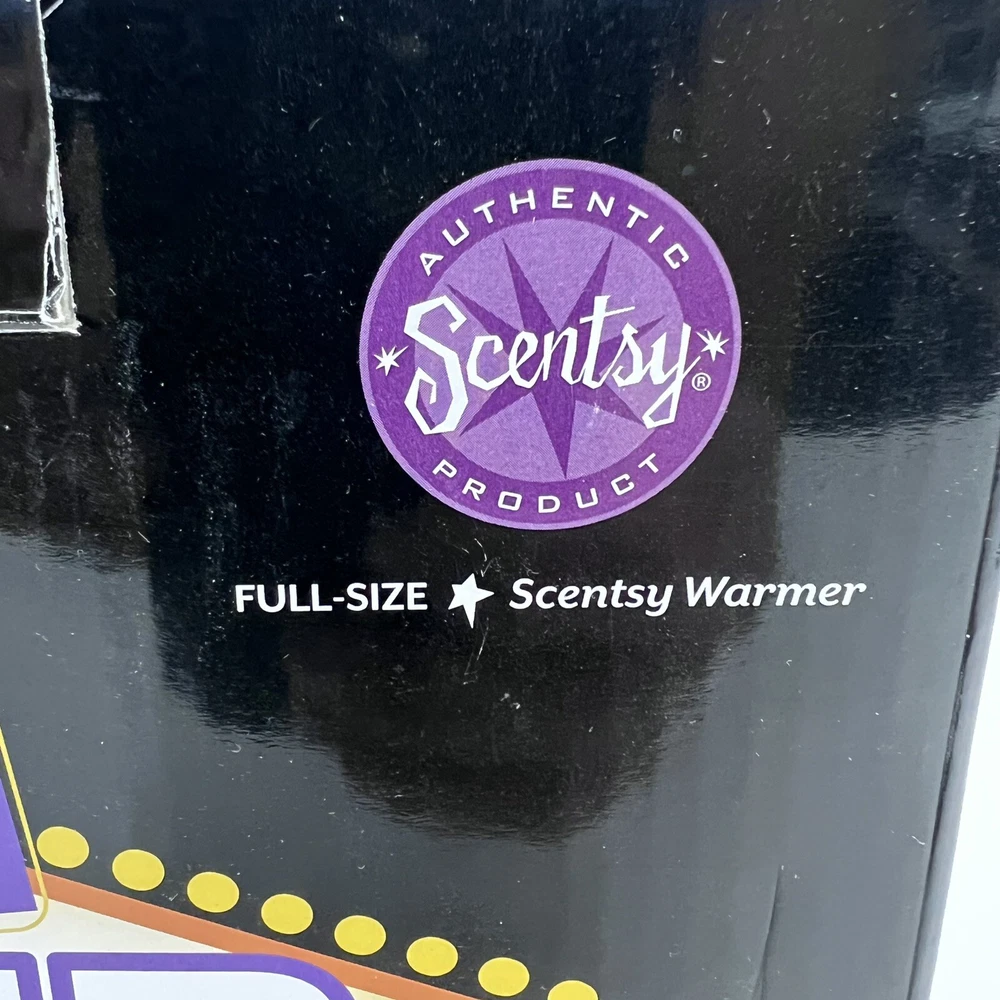 AUTHENTIC
Scentsy®
PRODUCT
FULL-SIZE Scentsy Warmer